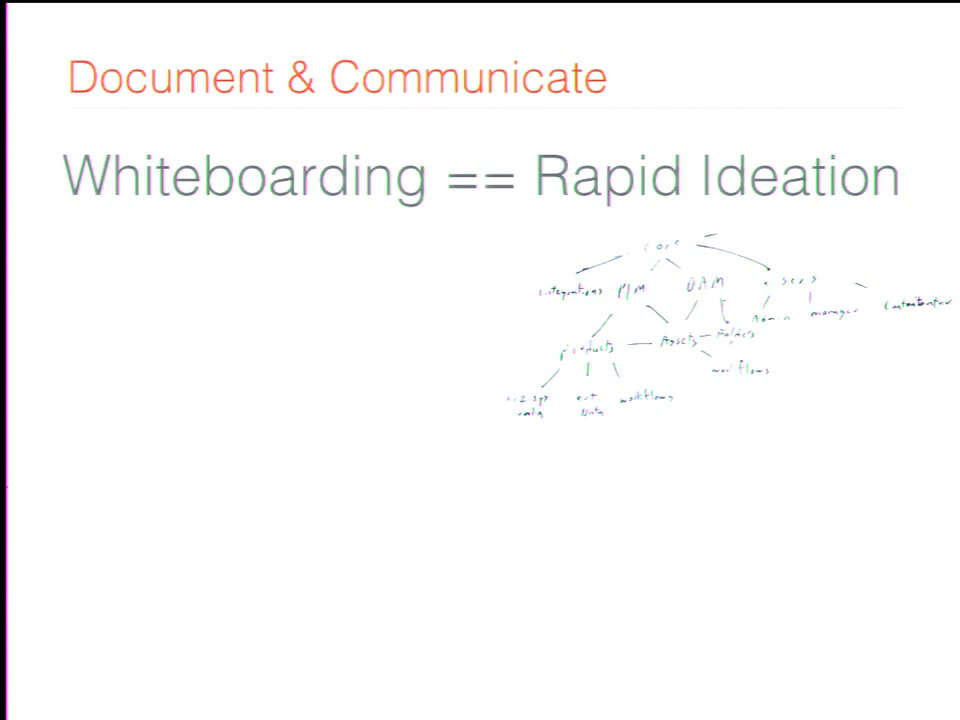 Document & Communicate
Whiteboarding == Rapid Ideation
Core
Integrations PIM DAM users
Admin manager Contributor
products Assets Folders
workflows
ext workflows
Data
data